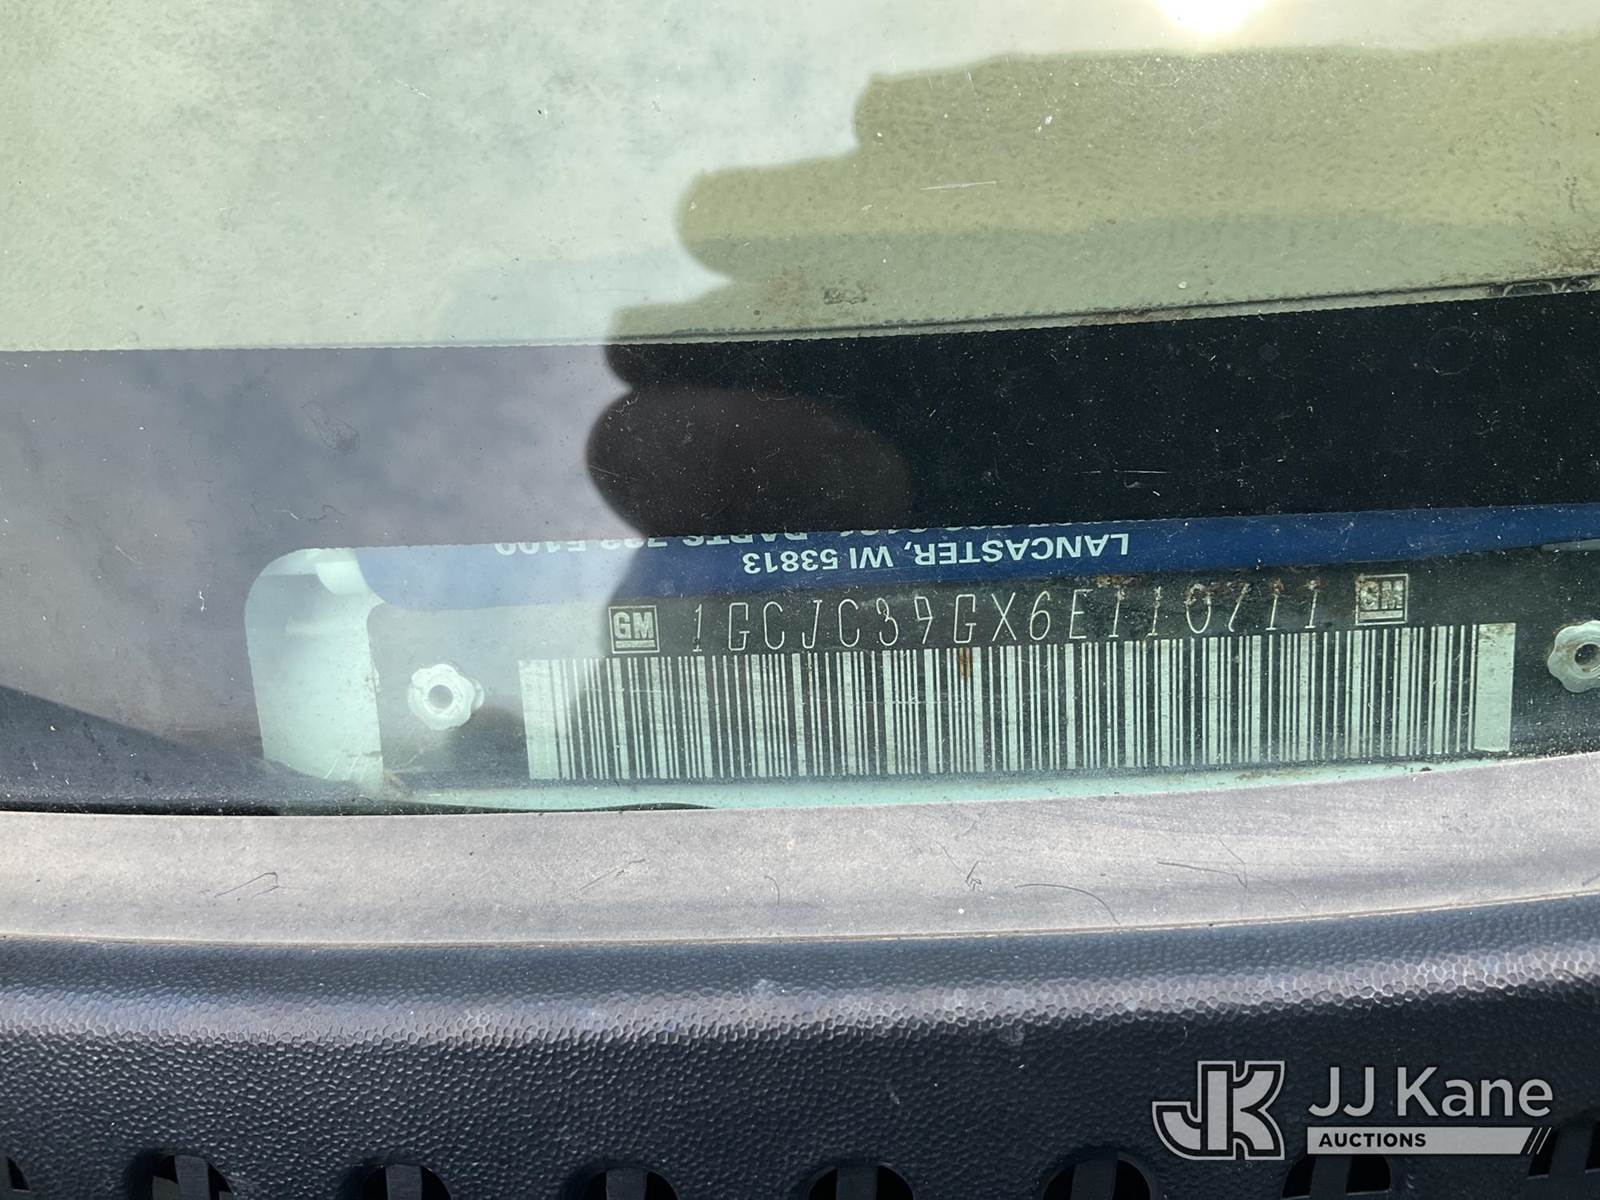 LANCASTER, WI 53813
GM 1GCJC39GX6E110711 GM
JK JJ Kane
AUCTIONS